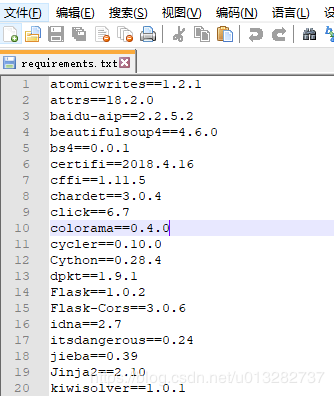 文件(F) 编辑(E) 搜索(S) 视图(V) 编码(N) 语言(L) 设
requirements.txt
1 atomicwrites==1.2.1
2 attrs==18.2.0
3 baidu-aip==2.2.5.2
4 beautifulsoup4==4.6.0
5 bs4==0.0.1
6 certifi==2018.4.16
7 cffi==1.11.5
8 chardet==3.0.4
9 click==6.7
10 colorama==0.4.0
11 cycler==0.10.0
12 Cython==0.28.4
13 dpkt==1.9.1
14 Flask==1.0.2
15 Flask-Cors==3.0.6
16 idna==2.7
17 itsdangerous==0.24
18 jieba==0.39
19 Jinja2==2.10
20 kiwisolver==1.0.1
https://blog.csdn.net/u013282737